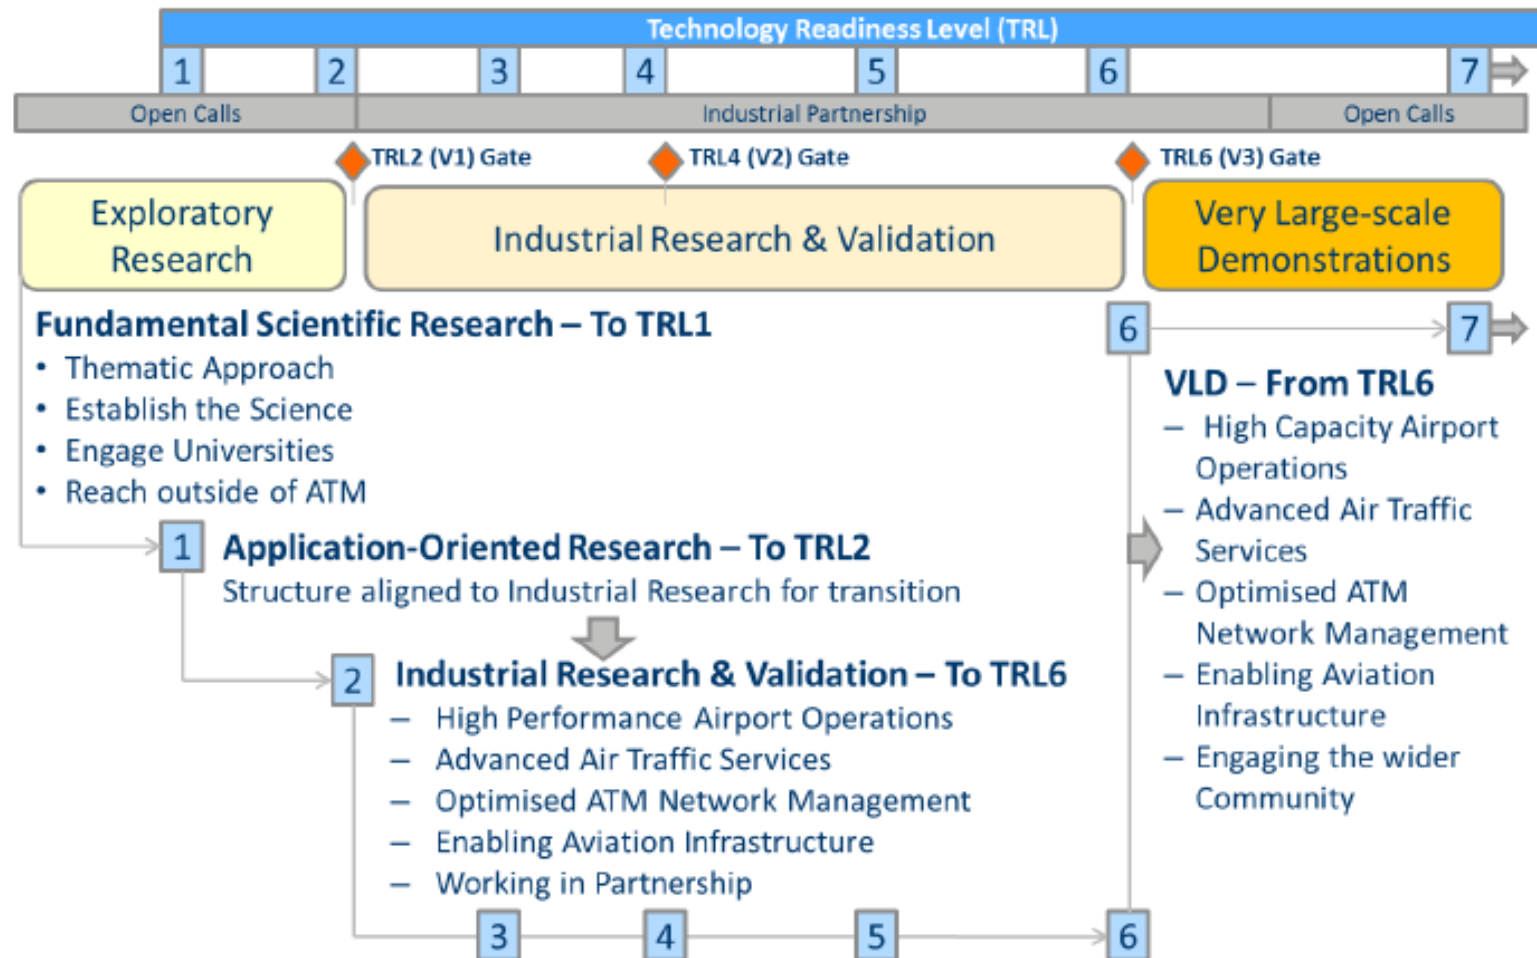 Technology Readiness Level (TRL)
1 2 3 4 5 6 7
Open Calls Industrial Partnership Open Calls
TRL2 (V1) Gate TRL4 (V2) Gate TRL6 (V3) Gate
Exploratory
Research
Industrial Research & Validation
Very Large-scale
Demonstrations
Fundamental Scientific Research – To TRL1
• Thematic Approach
• Establish the Science
• Engage Universities
• Reach outside of ATM
1 Application-Oriented Research – To TRL2
Structure aligned to Industrial Research for transition
2 Industrial Research & Validation – To TRL6
– High Performance Airport Operations
– Advanced Air Traffic Services
– Optimised ATM Network Management
– Enabling Aviation Infrastructure
– Working in Partnership
3 4 5 6
6 7
VLD – From TRL6
– High Capacity Airport
Operations
– Advanced Air Traffic
Services
– Optimised ATM
Network Management
– Enabling Aviation
Infrastructure
– Engaging the wider
Community